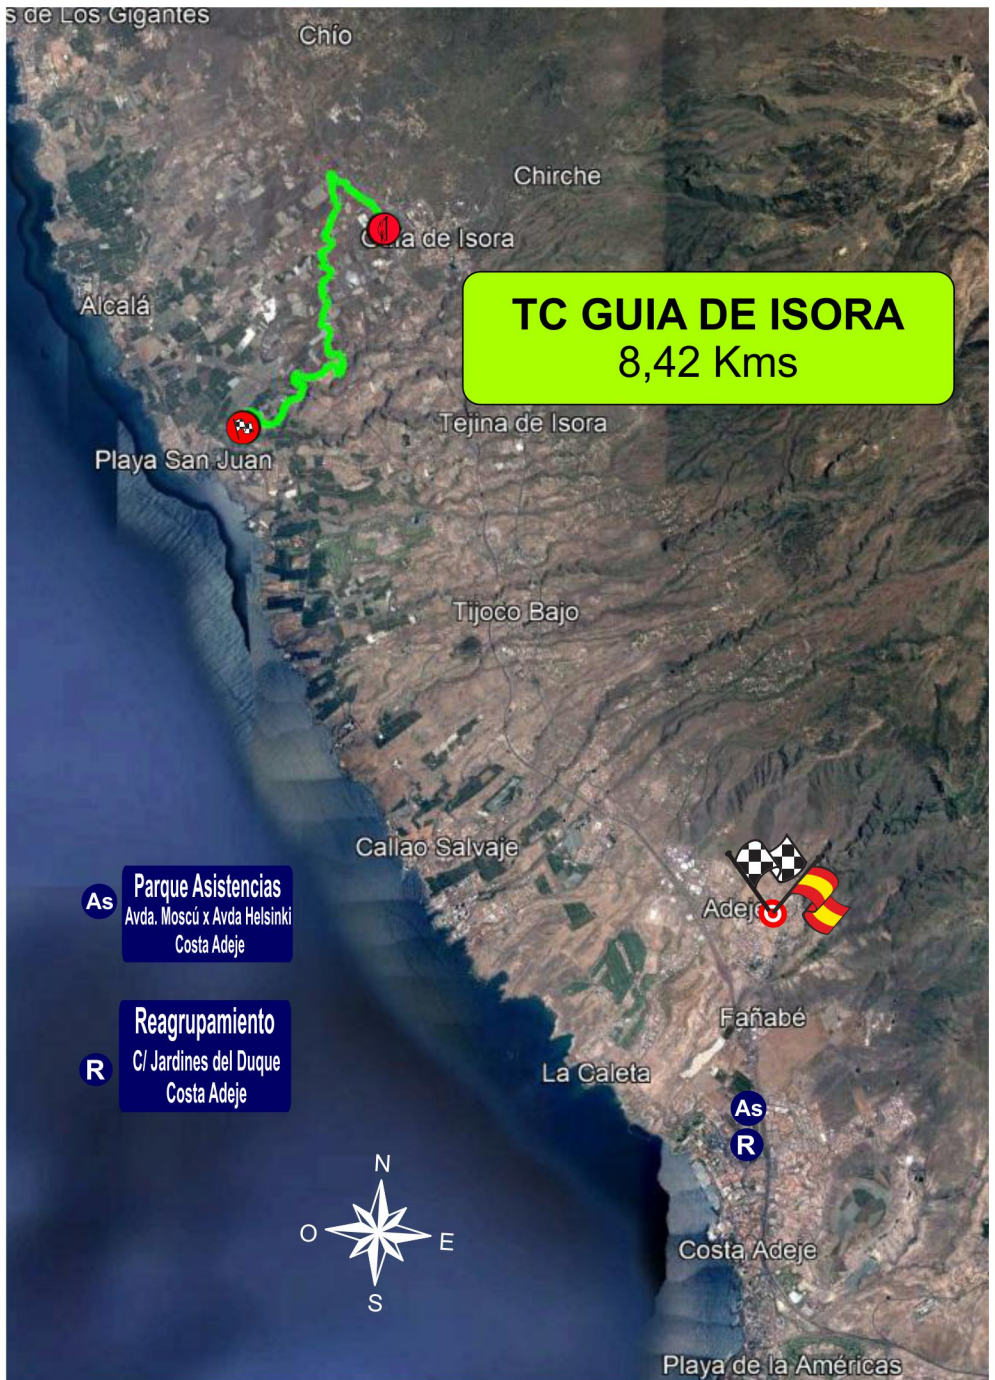 s de Los Gigantes
Chío
Chirche
Guia de Isora
TC GUIA DE ISORA
8,42 Kms
Alcalá
Tejina de Isora
Playa San Juan
Tijoco Bajo
Callao Salvaje
As
Parque Asistencias
Avda. Moscú x Avda Helsinki
Costa Adeje
Adeje
Reagrupamiento
R
C/ Jardines del Duque
Costa Adeje
Fañabé
La Caleta
As
R
N
O
E
S
Costa Adeje
Playa de la Américas